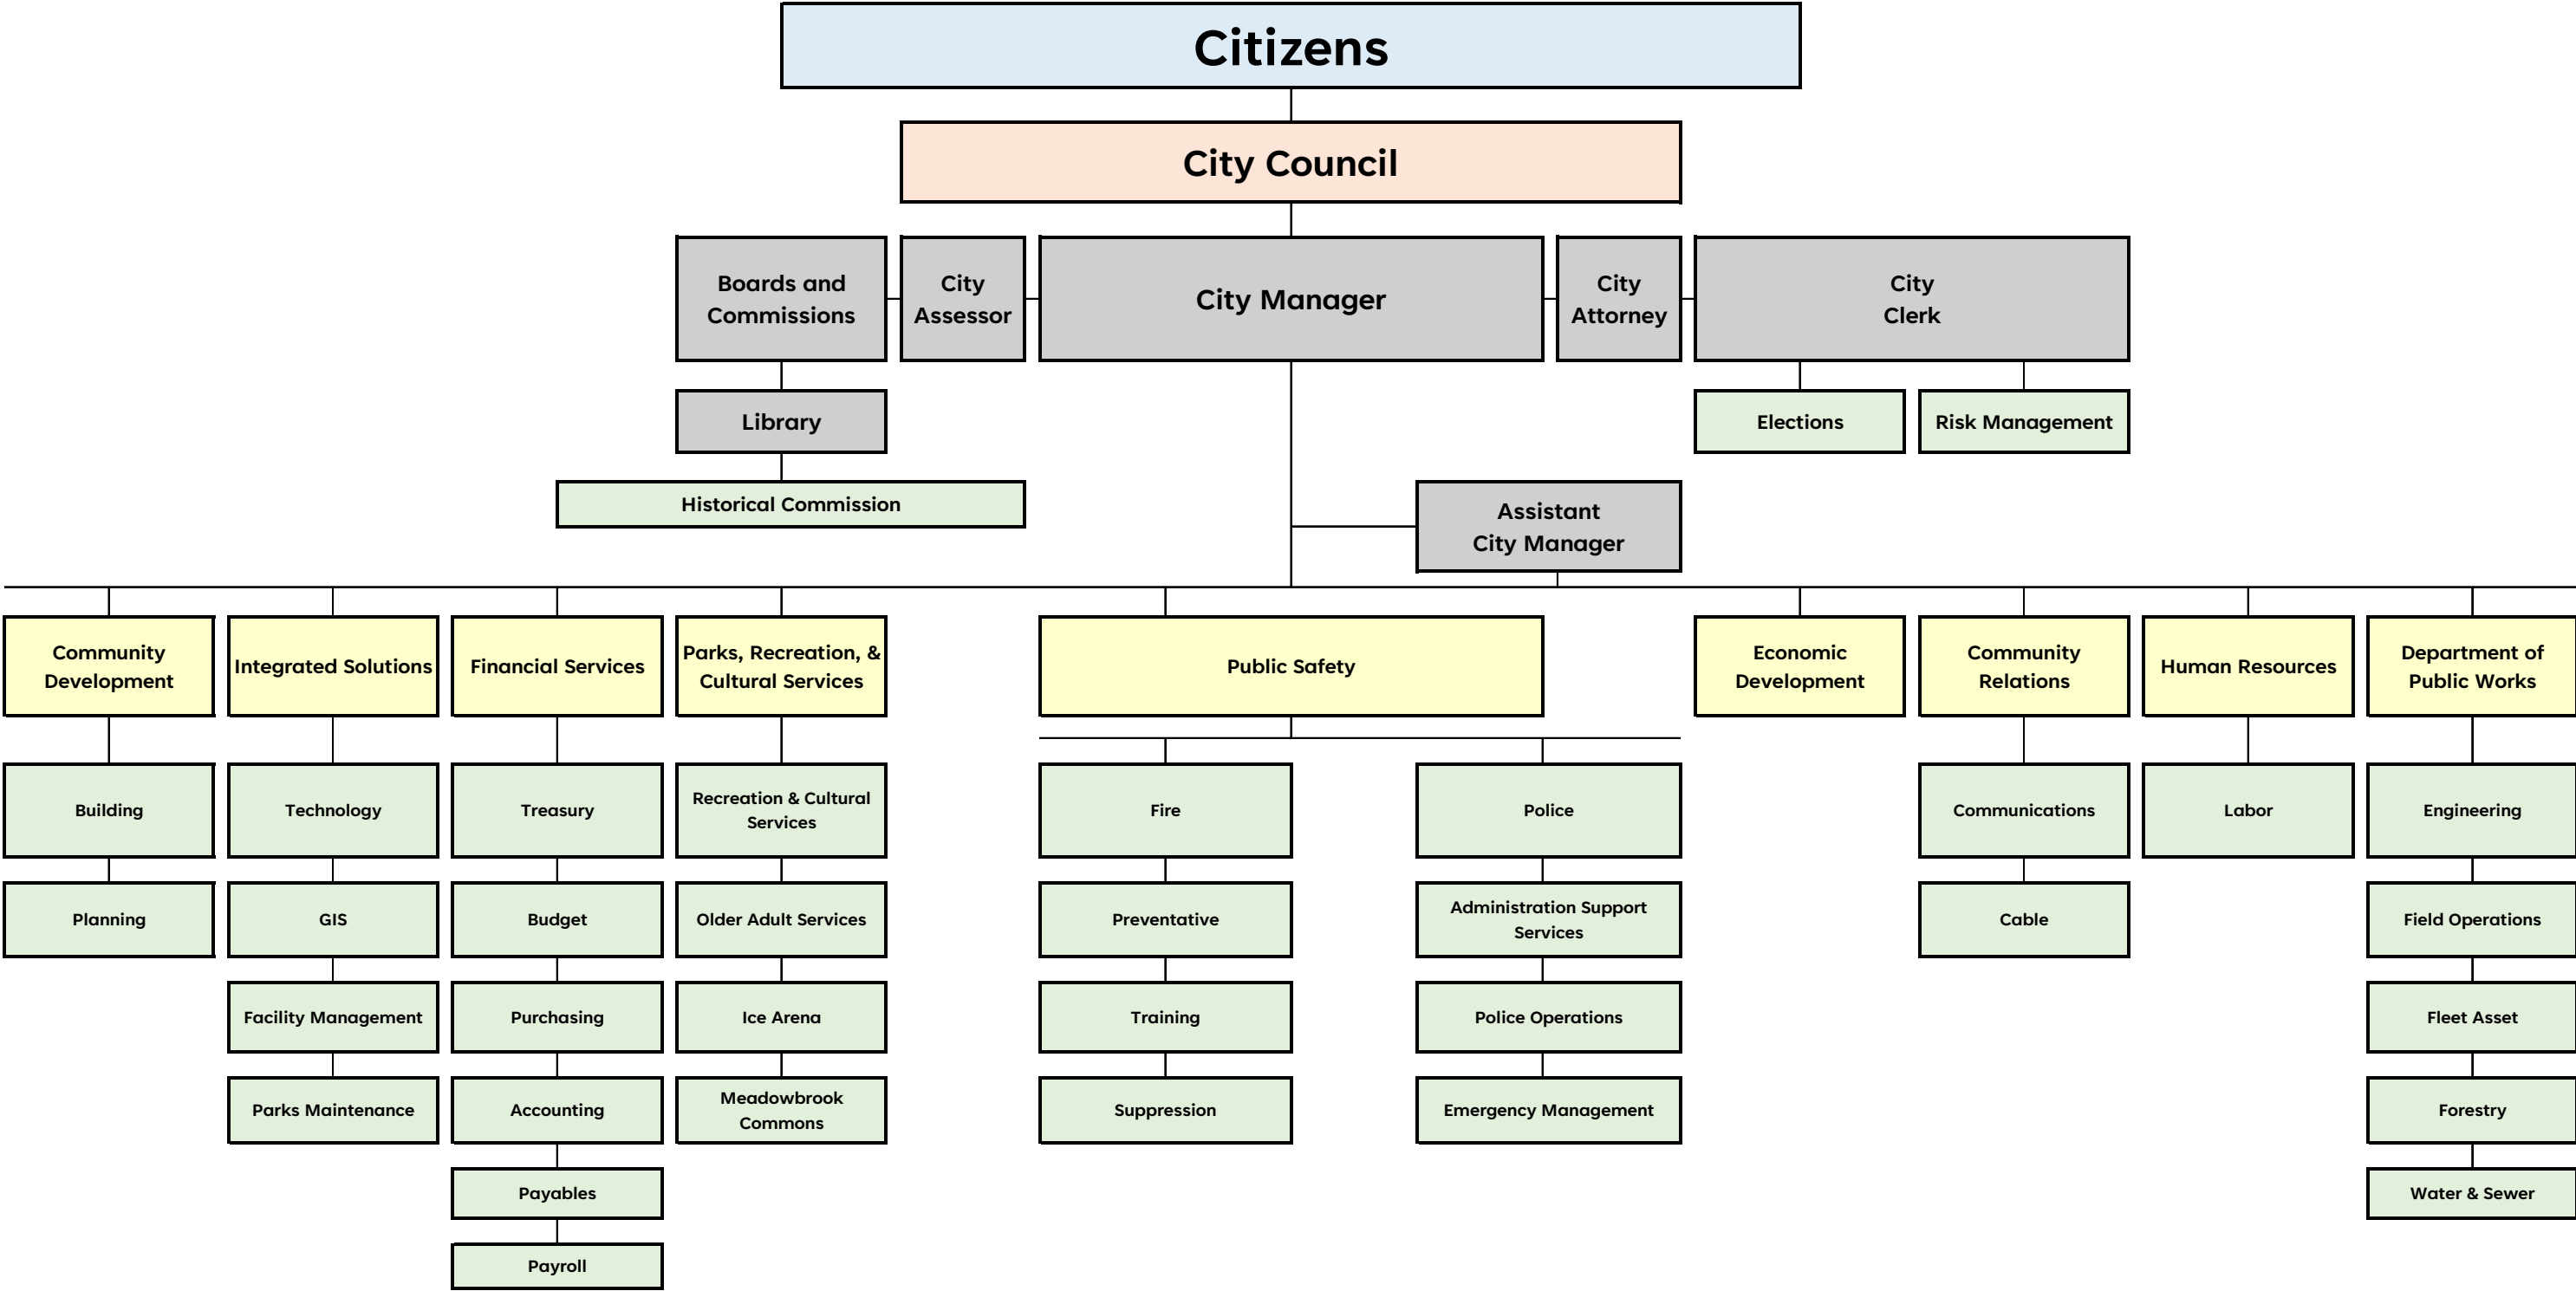 Citizens
City Council
Boards and
Commissions
City
Assessor
City Manager
City
Attorney
City
Clerk
Library
Elections
Risk Management
Historical Commission
Assistant
City Manager
Community
Development
Integrated Solutions
Financial Services
Parks, Recreation, &
Cultural Services
Public Safety
Economic
Development
Community
Relations
Human Resources
Department of
Public Works
Building
Technology
Treasury
Recreation & Cultural
Services
Fire
Police
Communications
Labor
Engineering
Planning
GIS
Budget
Older Adult Services
Preventative
Administration Support
Services
Cable
Field Operations
Facility Management
Purchasing
Ice Arena
Training
Police Operations
Fleet Asset
Parks Maintenance
Accounting
Meadowbrook
Commons
Suppression
Emergency Management
Forestry
Payables
Water & Sewer
Payroll